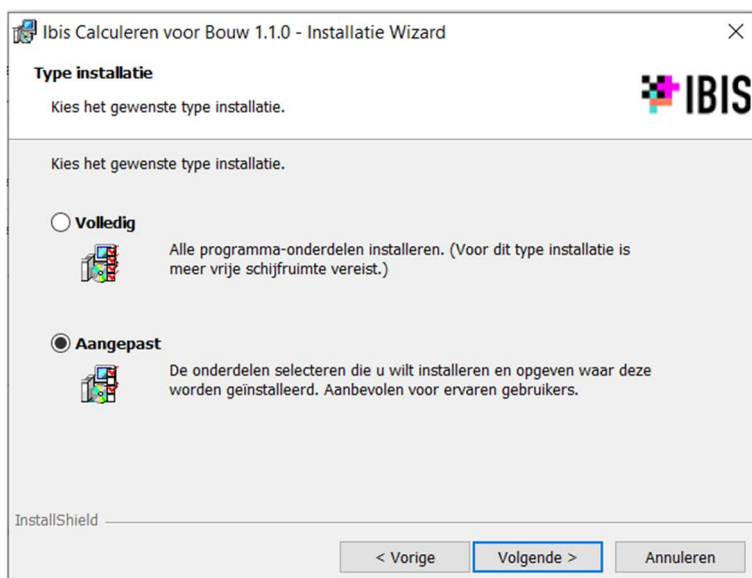 Ibis Calculeren voor Bouw 1.1.0 - Installatie Wizard
Type installatie
Kies het gewenste type installatie.
IBIS
Kies het gewenste type installatie.
Volledig
Alle programma-onderdelen installeren. (Voor dit type installatie is
meer vrije schijfruimte vereist.)
Aangepast
De onderdelen selecteren die u wilt installeren en opgeven waar deze
worden geïnstalleerd. Aanbevolen voor ervaren gebruikers.
InstallShield
< Vorige
Volgende >
Annuleren